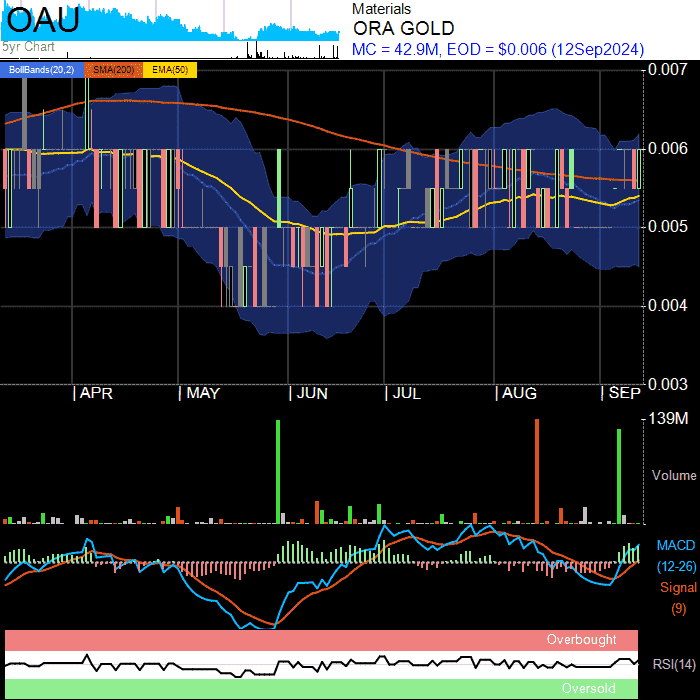 OAU
5yr Chart
Materials
ORA GOLD
MC = 42.9M, EOD = $0.006 (12Sep2024)
BollBands(20,2) SMA(200) EMA(50)
0.007
0.006
0.005
0.004
0.003
APR MAY JUN JUL AUG SEP
139M
Volume
MACD
(12-26)
Signal
(9)
Overbought
RSI(14)
Oversold